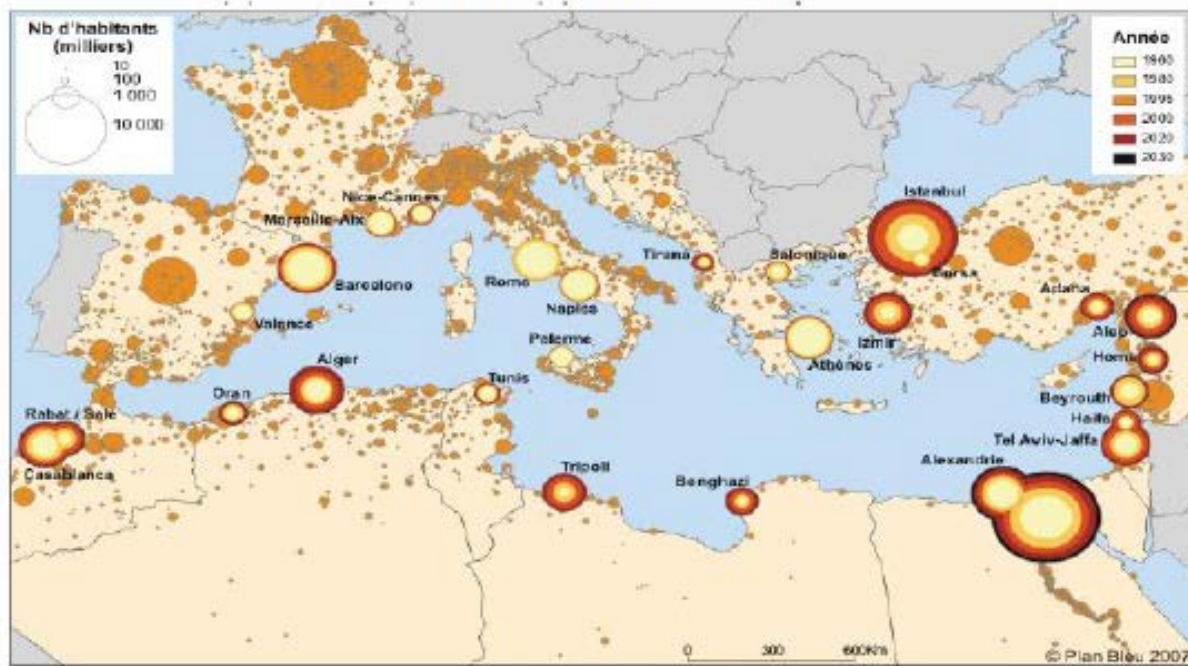 Nb d'habitants
(milliers)
10
100
1 000
10 000
Année
1960
1980
1995
2000
2020
2030
Istanbul
Nice-Cannes
Marseille-Aix
Tirana
Salonique
Bursa
Rome
Barcelone
Adana
Naples
Valence
Alep
Izmir
Palerme
Homs
Athènes
Alger
Tunis
Oran
Beyrouth
Rabat / Salé
Haifa
Tel Aviv-Jaffa
Alexandrie
Casablanca
Tripoli
Benghazi
0 300 600Km
© Plan Bleu 2007